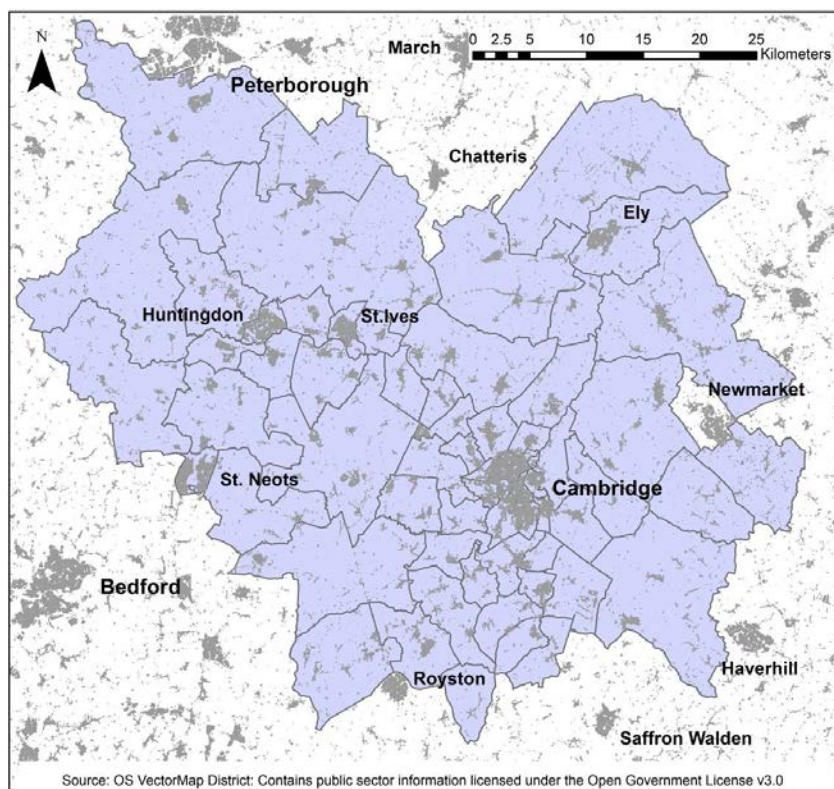 N
March
0 2.5 5 10 15 20 25
Kilometers
Peterborough
Chatteris
Ely
Huntingdon
St.Ives
Newmarket
St. Neots
Cambridge
Bedford
Haverhill
Royston
Saffron Walden
Source: OS VectorMap District: Contains public sector information licensed under the Open Government License v3.0